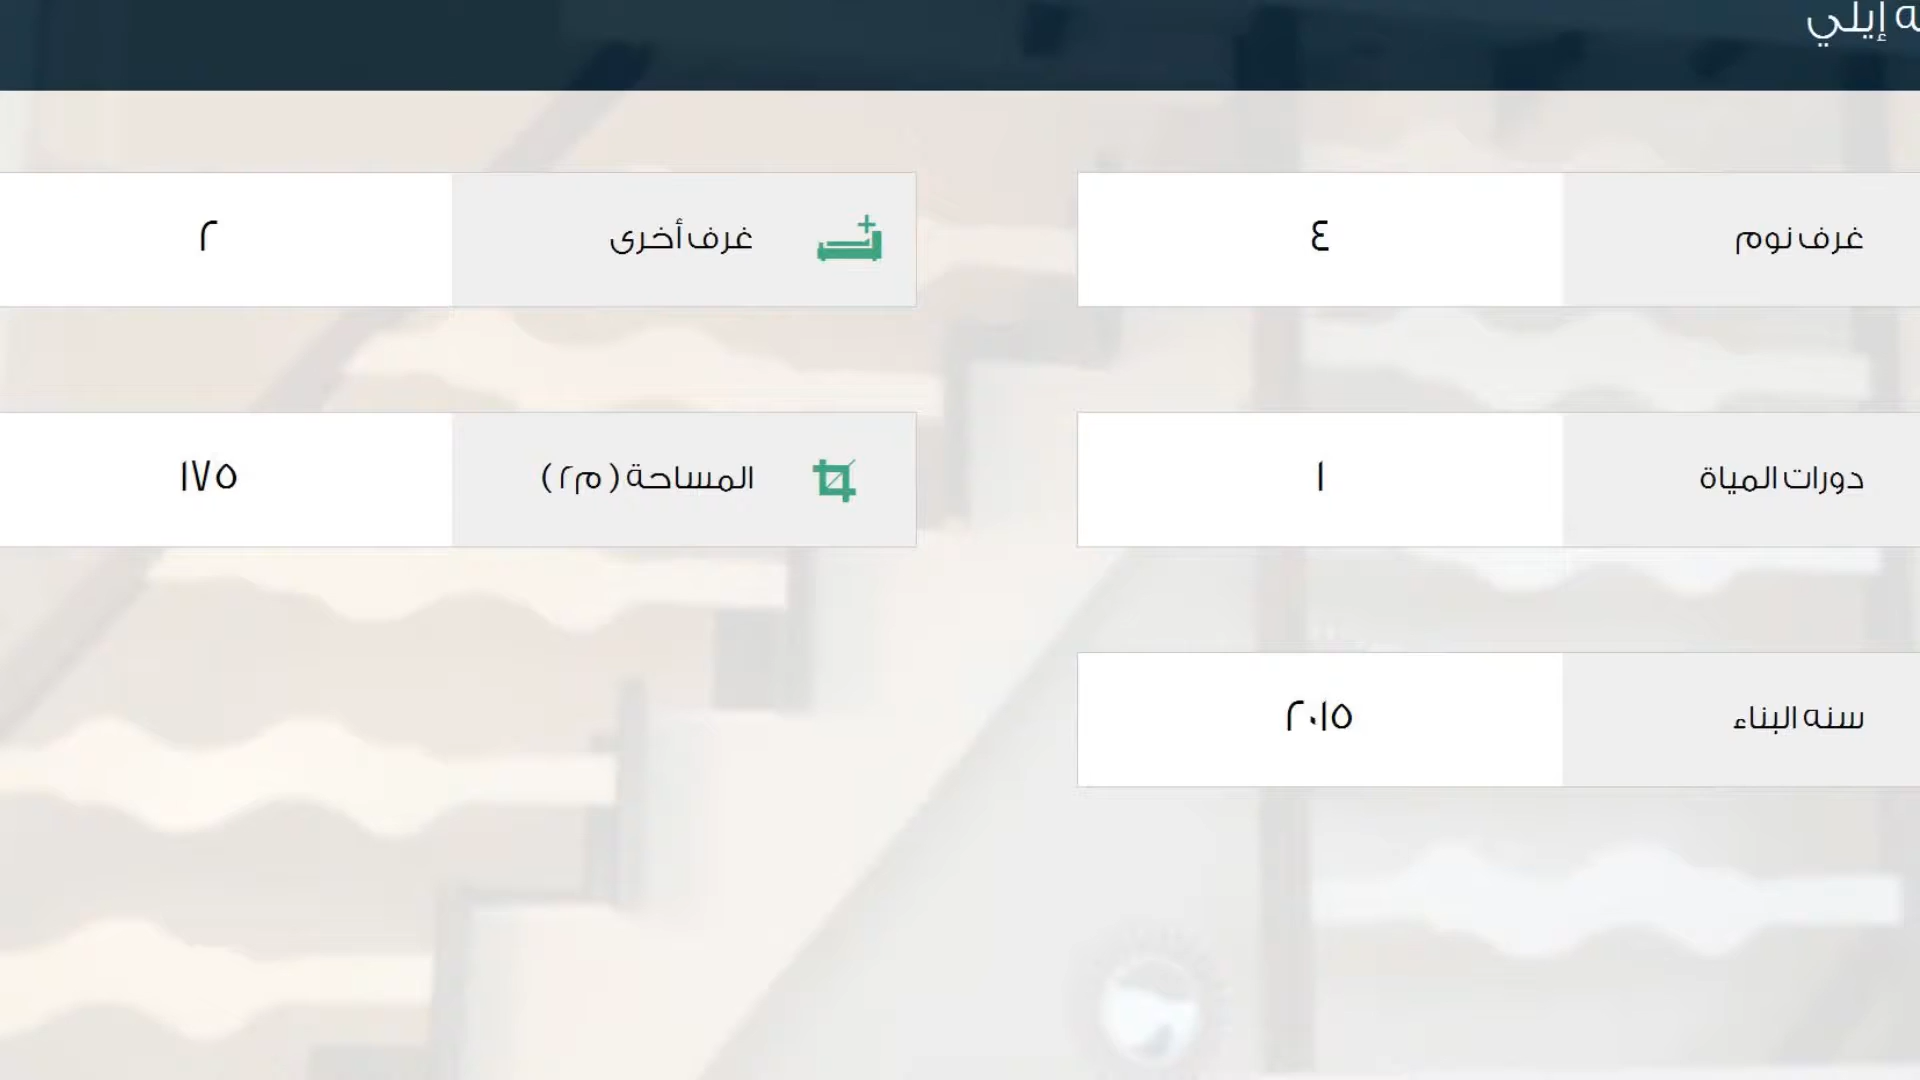 إيلي
غرف نوم
٤
غرف أخرى
٢
دورات المياة
١
المساحة (م٢)
١٧٥
سنه البناء
٢٠١٥